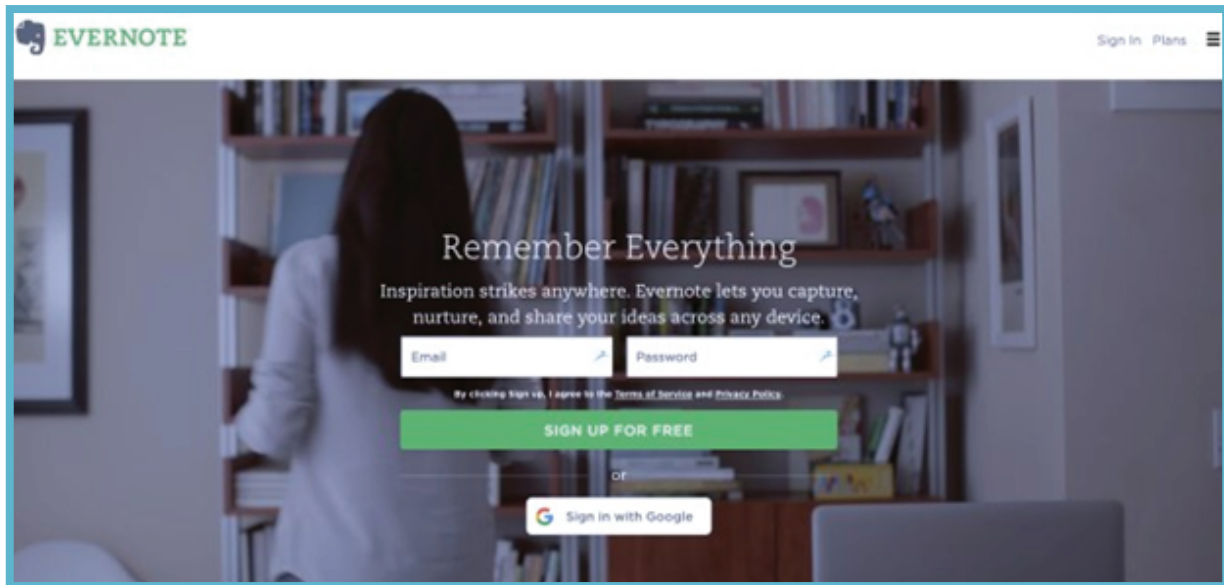 EVERNOTE
Sign In Plans
Remember Everything
Inspiration strikes anywhere. Evernote lets you capture,
nurture, and share your ideas across any device.
Email
Password
By clicking Sign up, I agree to the Terms of Service and Privacy Policy.
SIGN UP FOR FREE
or
Sign in with Google